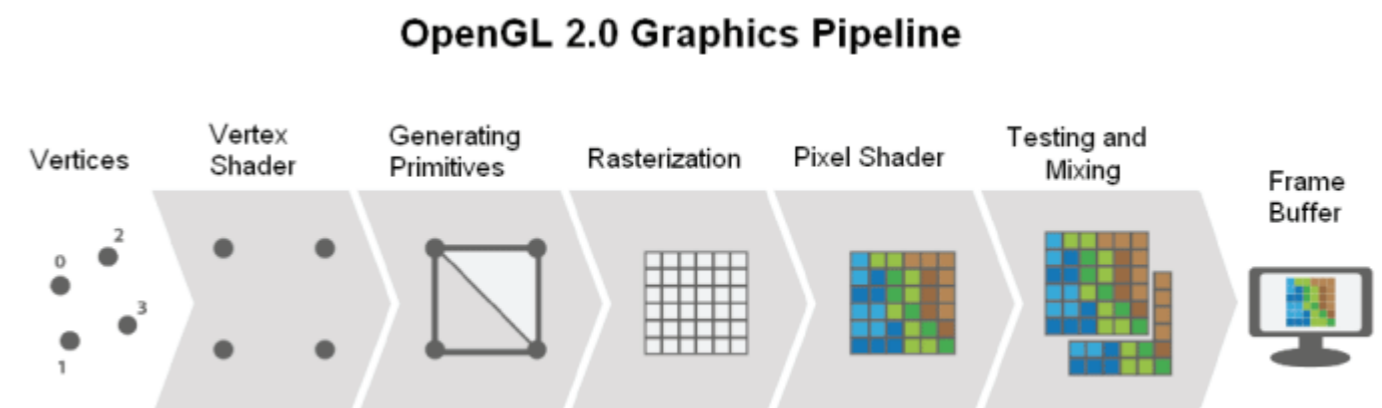 OpenGL 2.0 Graphics Pipeline
Vertices
Vertex
Shader
Generating
Primitives
Rasterization
Pixel Shader
Testing and
Mixing
Frame
Buffer
0
2
3
1